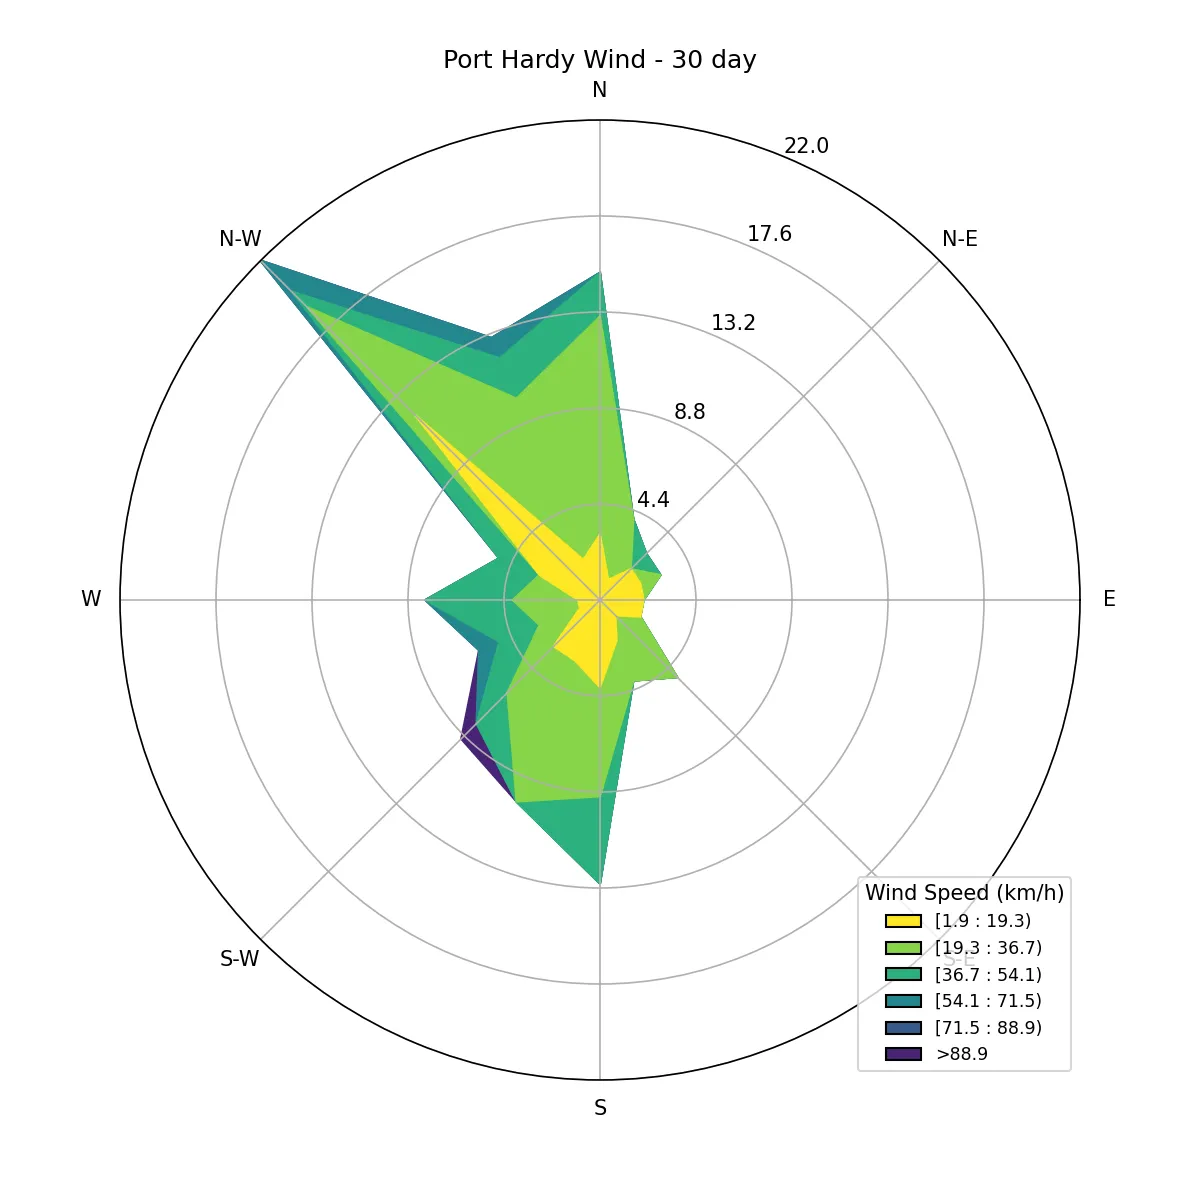 Port Hardy Wind - 30 day
N
22.0
N-W
17.6
N-E
13.2
8.8
4.4
W
E
Wind Speed (km/h)
[1.9 : 19.3)
[19.3 : 36.7)
S-W
S-E
[36.7 : 54.1)
[54.1 : 71.5)
[71.5 : 88.9)
>88.9
S